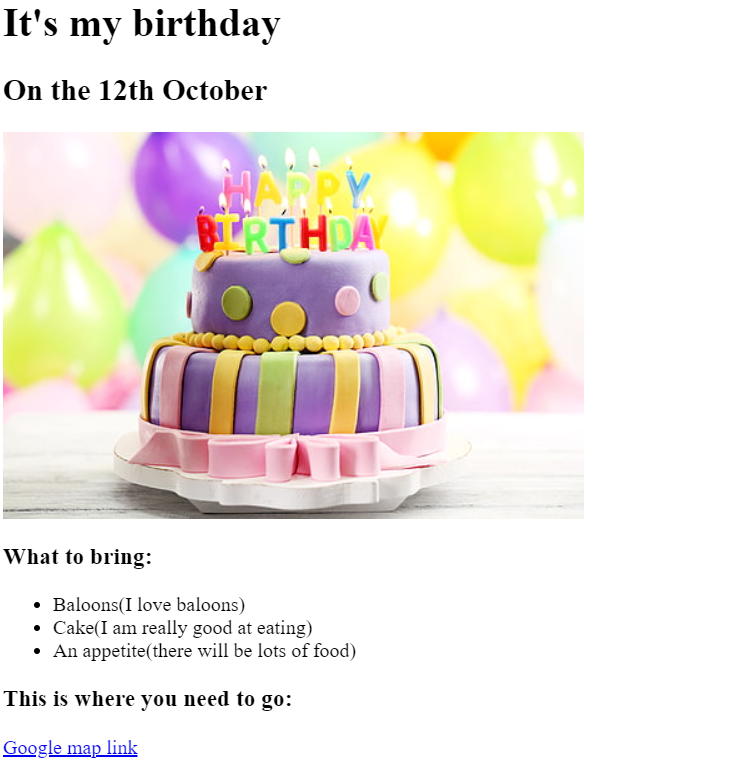 It's my birthday
On the 12th October
HAPPY
BIRTHDAY
What to bring:
Baloons(I love baloons)
Cake(I am really good at eating)
An appetite(there will be lots of food)
This is where you need to go:
Google map link